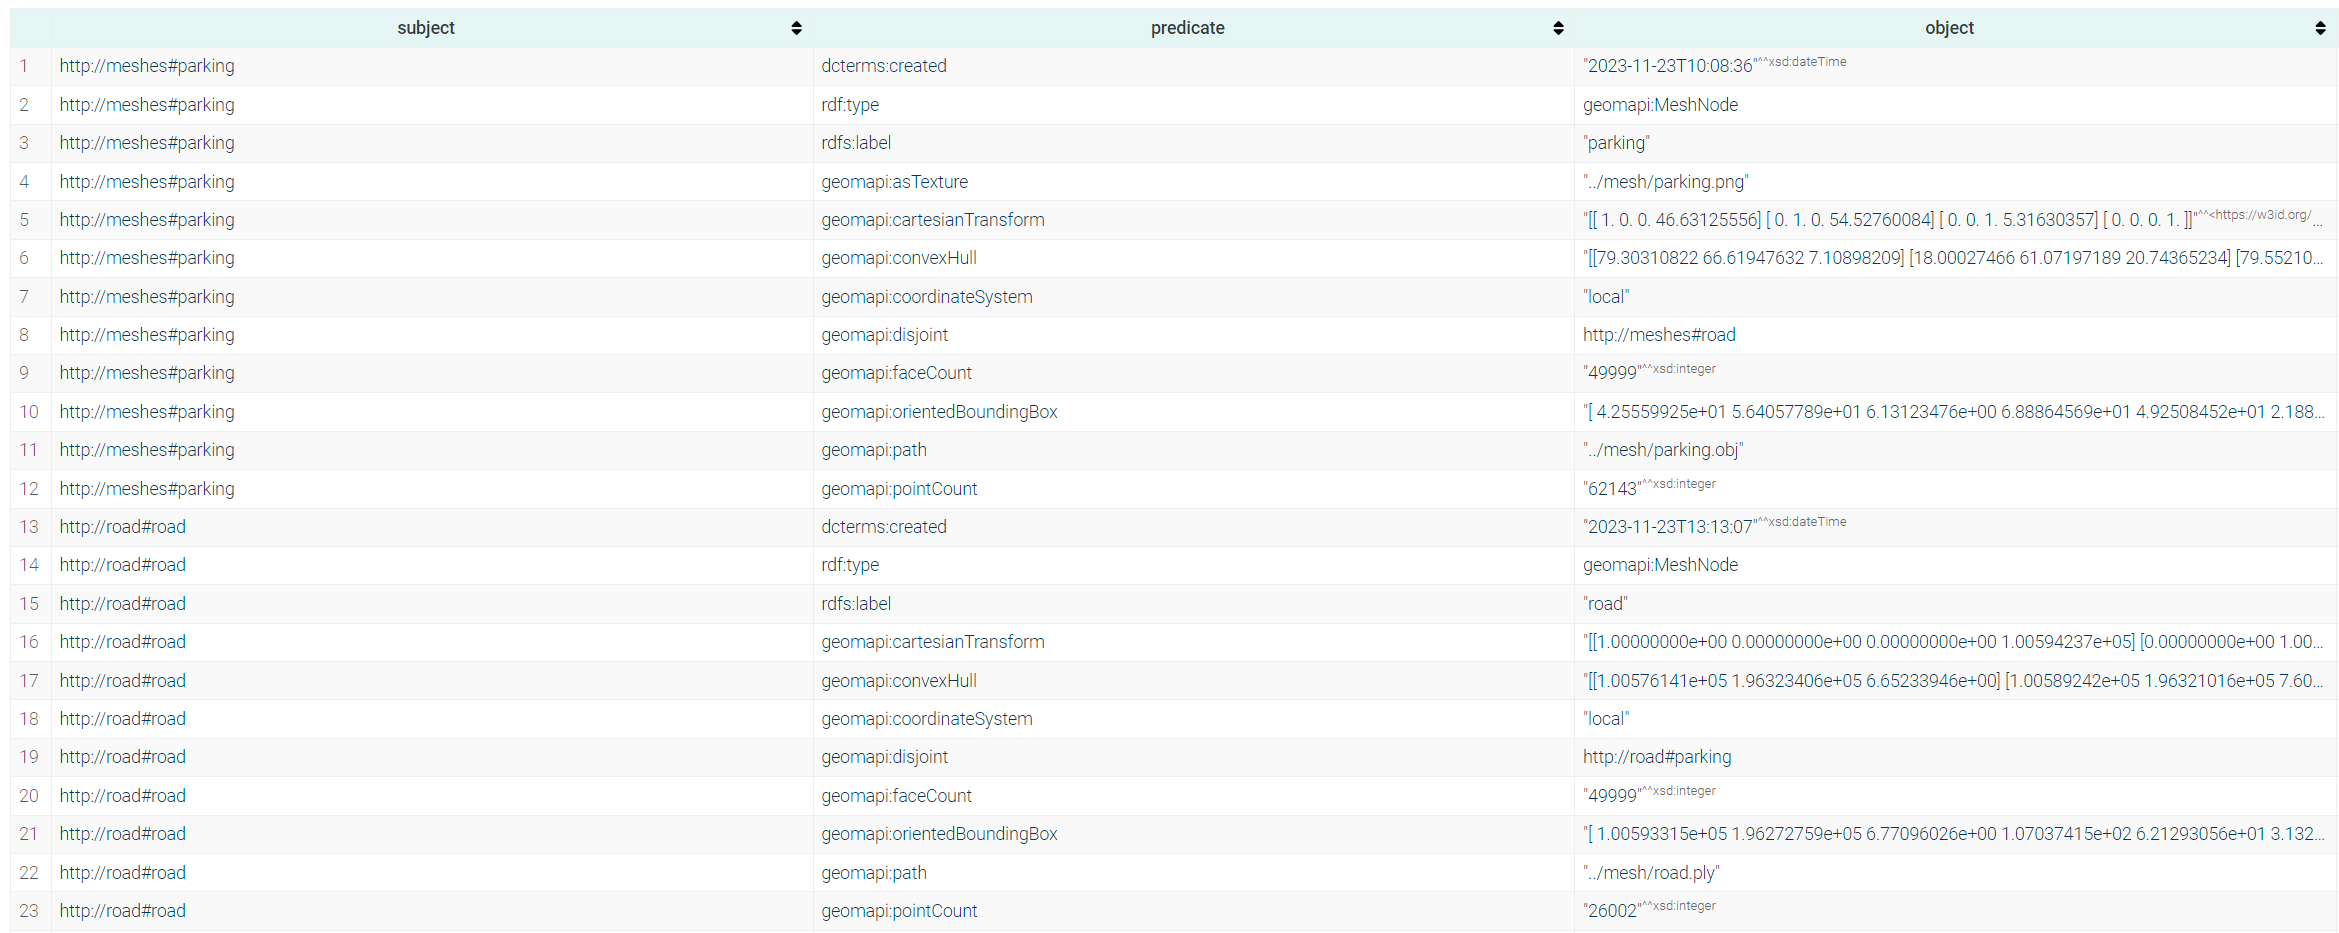 subject predicate object
1 http://meshes#parking dcterms:created "2023-11-23T10:08:36"^^xsd:dateTime
2 http://meshes#parking rdf:type geomapi:MeshNode
3 http://meshes#parking rdfs:label "parking"
4 http://meshes#parking geomapi:asTexture "../mesh/parking.png"
5 http://meshes#parking geomapi:cartesianTransform "[[ 1. 0. 0. 46.63125556] [ 0. 1. 0. 54.52760084] [ 0. 0. 1. 5.31630357] [ 0. 0. 0. 1. ]]"^^<https://w3id.org/...
6 http://meshes#parking geomapi:convexHull "[[79.30310822 66.61947632 7.10898209] [18.00027466 61.07197189 20.74365234] [79.55210...
7 http://meshes#parking geomapi:coordinateSystem "local"
8 http://meshes#parking geomapi:disjoint http://meshes#road
9 http://meshes#parking geomapi:faceCount "49999"^^xsd:integer
10 http://meshes#parking geomapi:orientedBoundingBox "[ 4.25559925e+01 5.64057789e+01 6.13123476e+00 6.88864569e+01 4.92508452e+01 2.188...
11 http://meshes#parking geomapi:path "../mesh/parking.obj"
12 http://meshes#parking geomapi:pointCount "62143"^^xsd:integer
13 http://road#road dcterms:created "2023-11-23T13:13:07"^^xsd:dateTime
14 http://road#road rdf:type geomapi:MeshNode
15 http://road#road rdfs:label "road"
16 http://road#road geomapi:cartesianTransform "[[1.00000000e+00 0.00000000e+00 0.00000000e+00 1.00594237e+05] [0.00000000e+00 1.00...
17 http://road#road geomapi:convexHull "[[1.00576141e+05 1.96323406e+05 6.65233946e+00] [1.00589242e+05 1.96321016e+05 7.60...
18 http://road#road geomapi:coordinateSystem "local"
19 http://road#road geomapi:disjoint http://road#parking
20 http://road#road geomapi:faceCount "49999"^^xsd:integer
21 http://road#road geomapi:orientedBoundingBox "[ 1.00593315e+05 1.96272759e+05 6.77096026e+00 1.07037415e+02 6.21293056e+01 3.132...
22 http://road#road geomapi:path "../mesh/road.ply"
23 http://road#road geomapi:pointCount "26002"^^xsd:integer